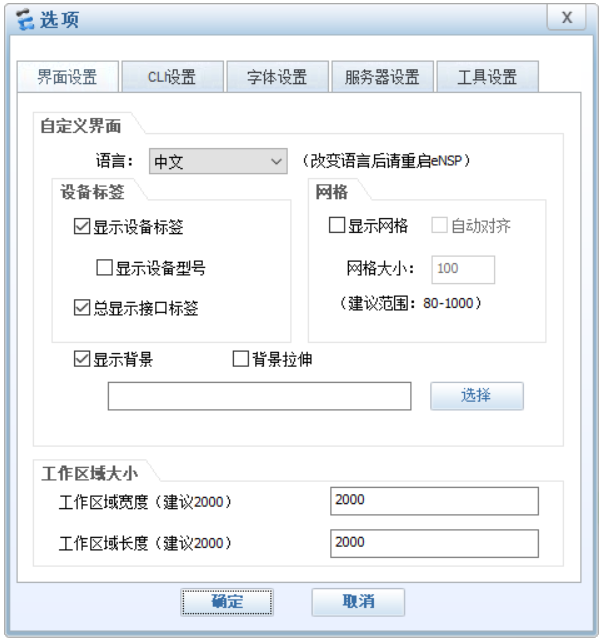 选项
X
界面设置 CLI设置 字体设置 服务器设置 工具设置
自定义界面
语言： 中文 （改变语言后请重启eNSP）
设备标签 网格
显示设备标签 显示网格 自动对齐
显示设备型号 网格大小： 100
总显示接口标签 （建议范围：80-1000）
显示背景 背景拉伸
选择
工作区域大小
工作区域宽度（建议2000） 2000
工作区域长度（建议2000） 2000
确定 取消